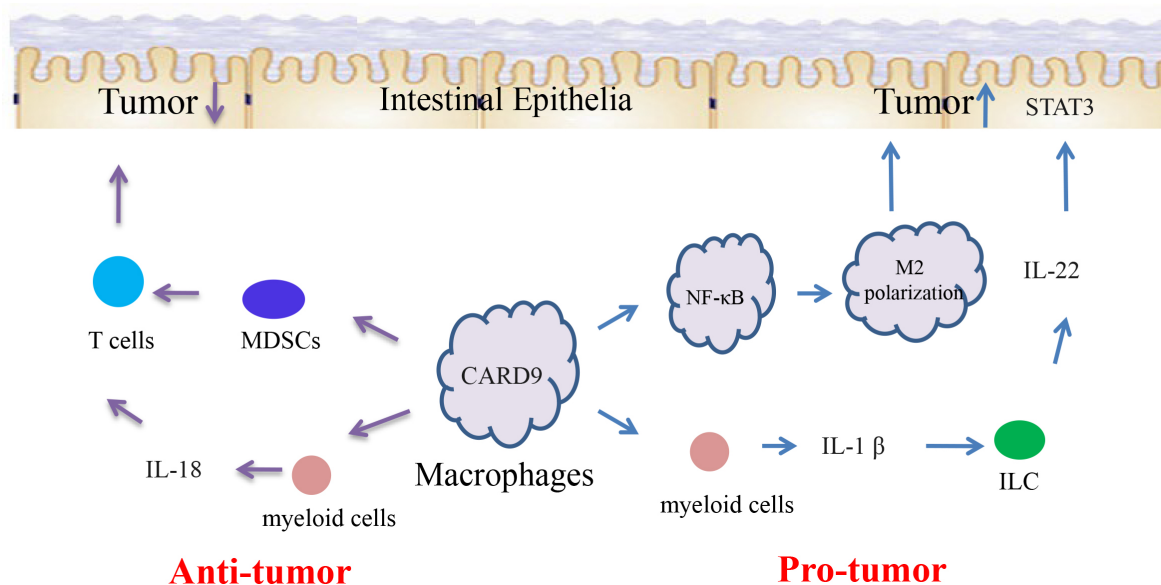 Tumor
Intestinal Epithelia
Tumor
STAT3
T cells
MDSCs
CARD9
Macrophages
NF-κB
M2
polarization
IL-22
IL-18
myeloid cells
myeloid cells
IL-1 β
ILC
Anti-tumor
Pro-tumor